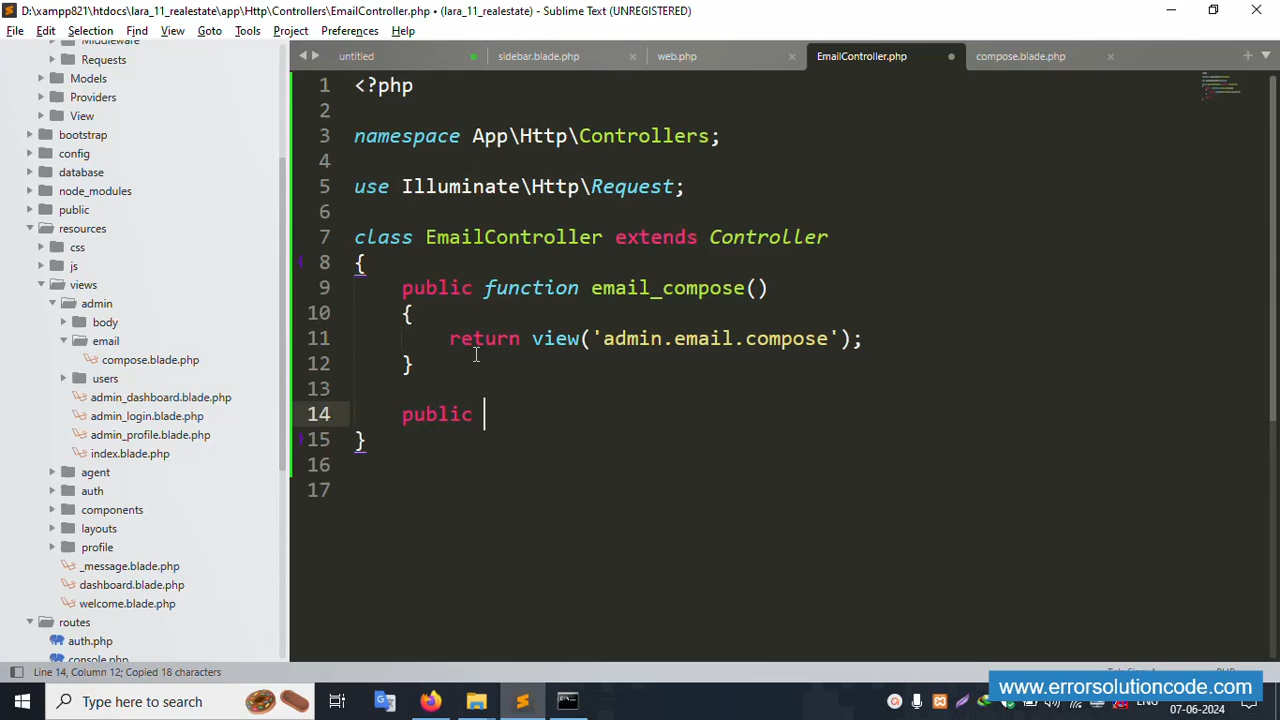 D:\xampp821\htdocs\lara_11_realestate\app\Http\Controllers\EmailController.php • (lara_11_realestate) - Sublime Text (UNREGISTERED)
File Edit Selection Find View Goto Tools Project Preferences Help
untitled sidebar.blade.php web.php EmailController.php compose.blade.php
Middleware
Requests
Models
Providers
View
bootstrap
config
database
node_modules
public
resources
css
js
views
admin
body
email
compose.blade.php
users
admin_dashboard.blade.php
admin_login.blade.php
admin_profile.blade.php
index.blade.php
agent
auth
components
layouts
profile
_message.blade.php
dashboard.blade.php
welcome.blade.php
routes
auth.php
console.php
1 <?php
2
3 namespace App\Http\Controllers;
4
5 use Illuminate\Http\Request;
6
7 class EmailController extends Controller
8 {
9 public function email_compose()
10 {
11 return view('admin.email.compose');
12 }
13
14 public
15 }
16
17
Line 14, Column 12; Copied 18 characters
www.errorsolutioncode.com
Type here to search
ENG
07-06-2024